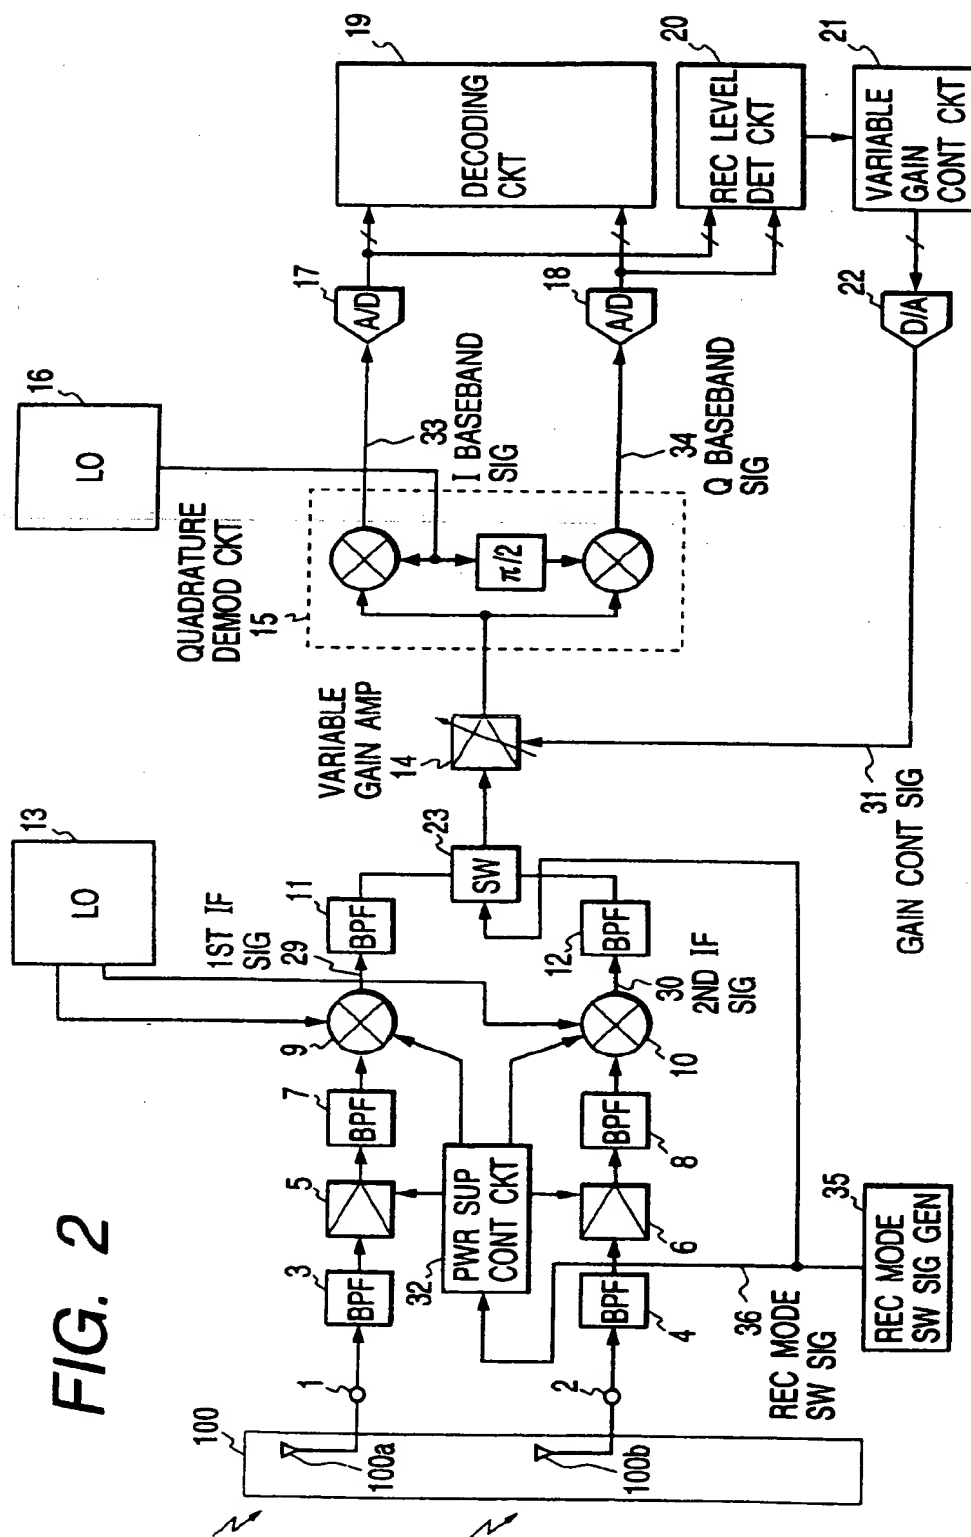 FIG. 2
100
100a
100b
1
2
3
BPF
BPF
4
5
6
7
BPF
BPF
8
32
PWR SUP
CONT CKT
9
10
13
LO
1ST IF
SIG
29
30
2ND IF
SIG
11
BPF
12
BPF
23
SW
REC MODE
SW SIG
36
35
REC MODE
SW SIG GEN
VARIABLE
GAIN AMP
14
QUADRATURE
DEMOD CKT
15
π/2
16
LO
33
I BASEBAND
SIG
34
Q BASEBAND
SIG
17
A/D
18
A/D
19
DECODING
CKT
20
REC LEVEL
DET CKT
21
VARIABLE
GAIN
CONT CKT
22
D/A
31
GAIN CONT SIG